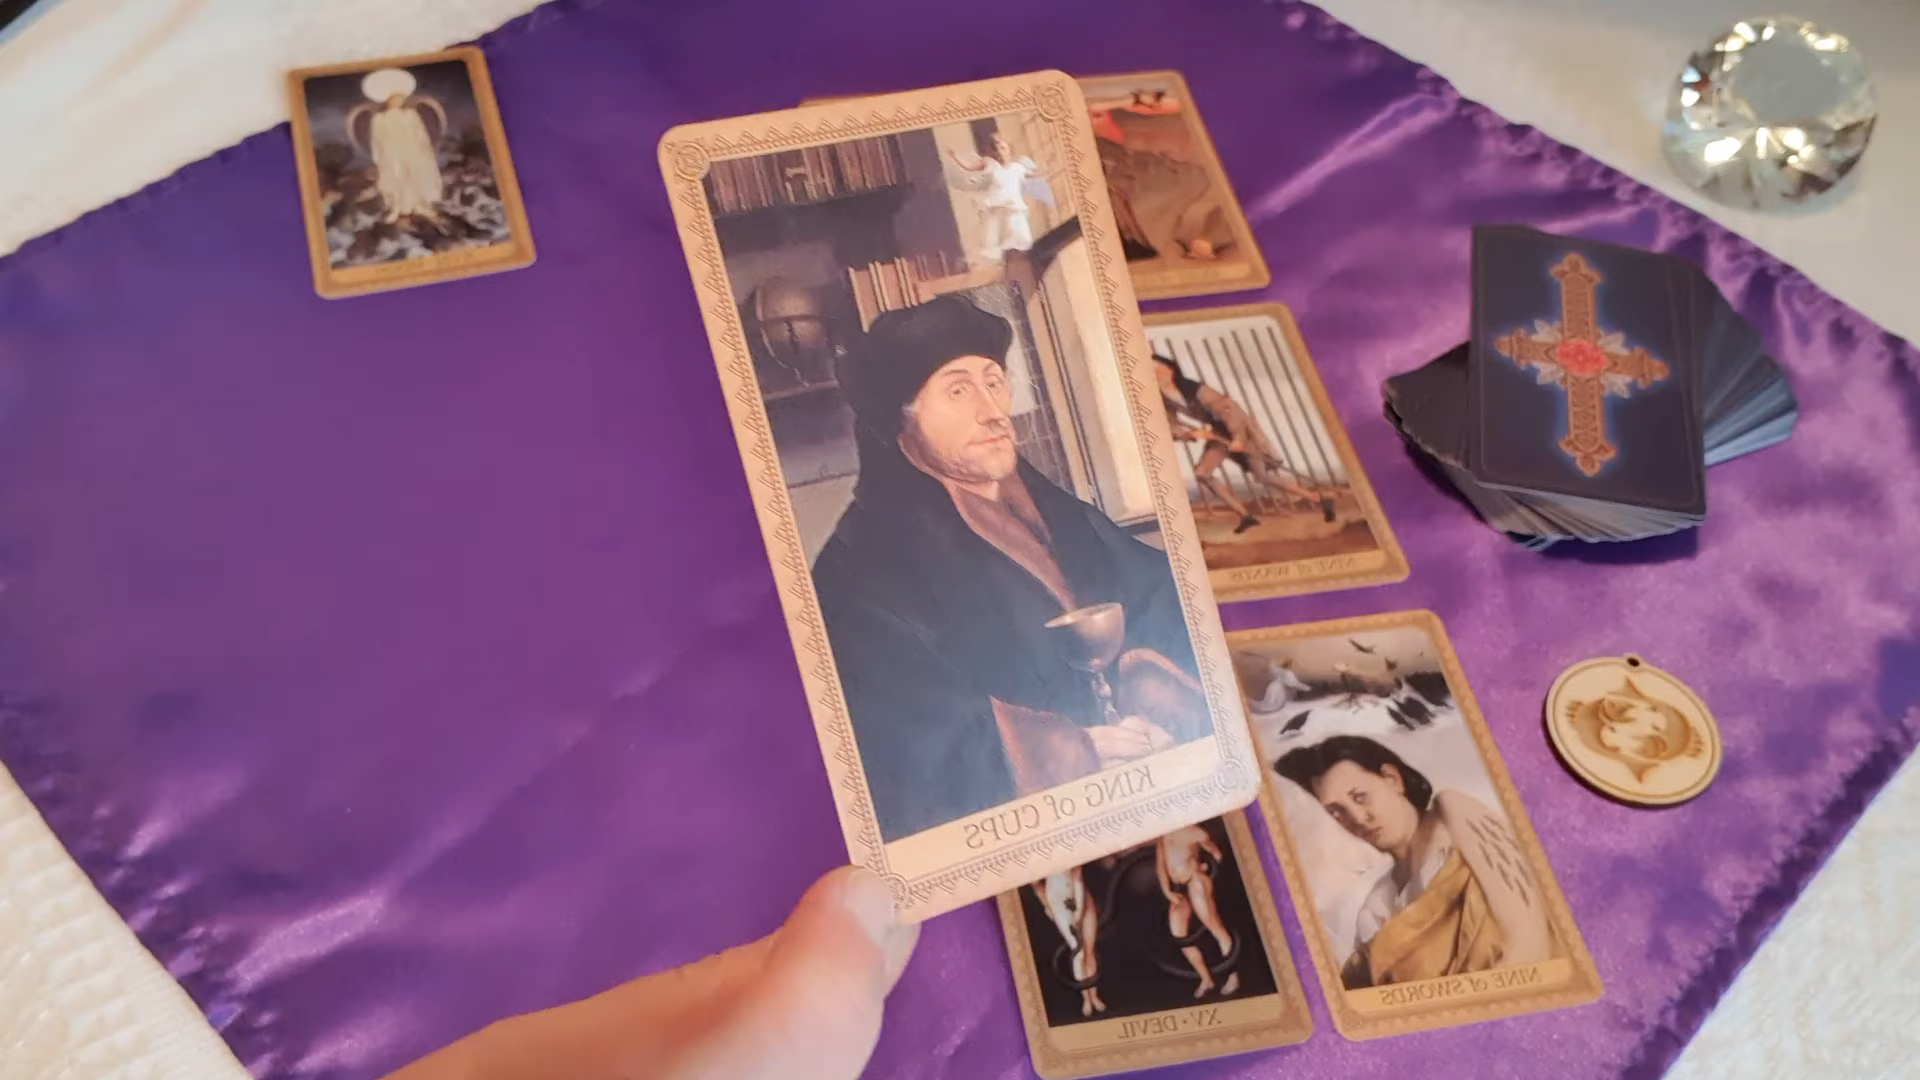 NINE of WANDS
KING of CUPS
NINE of SWORDS
XV • DEVIL